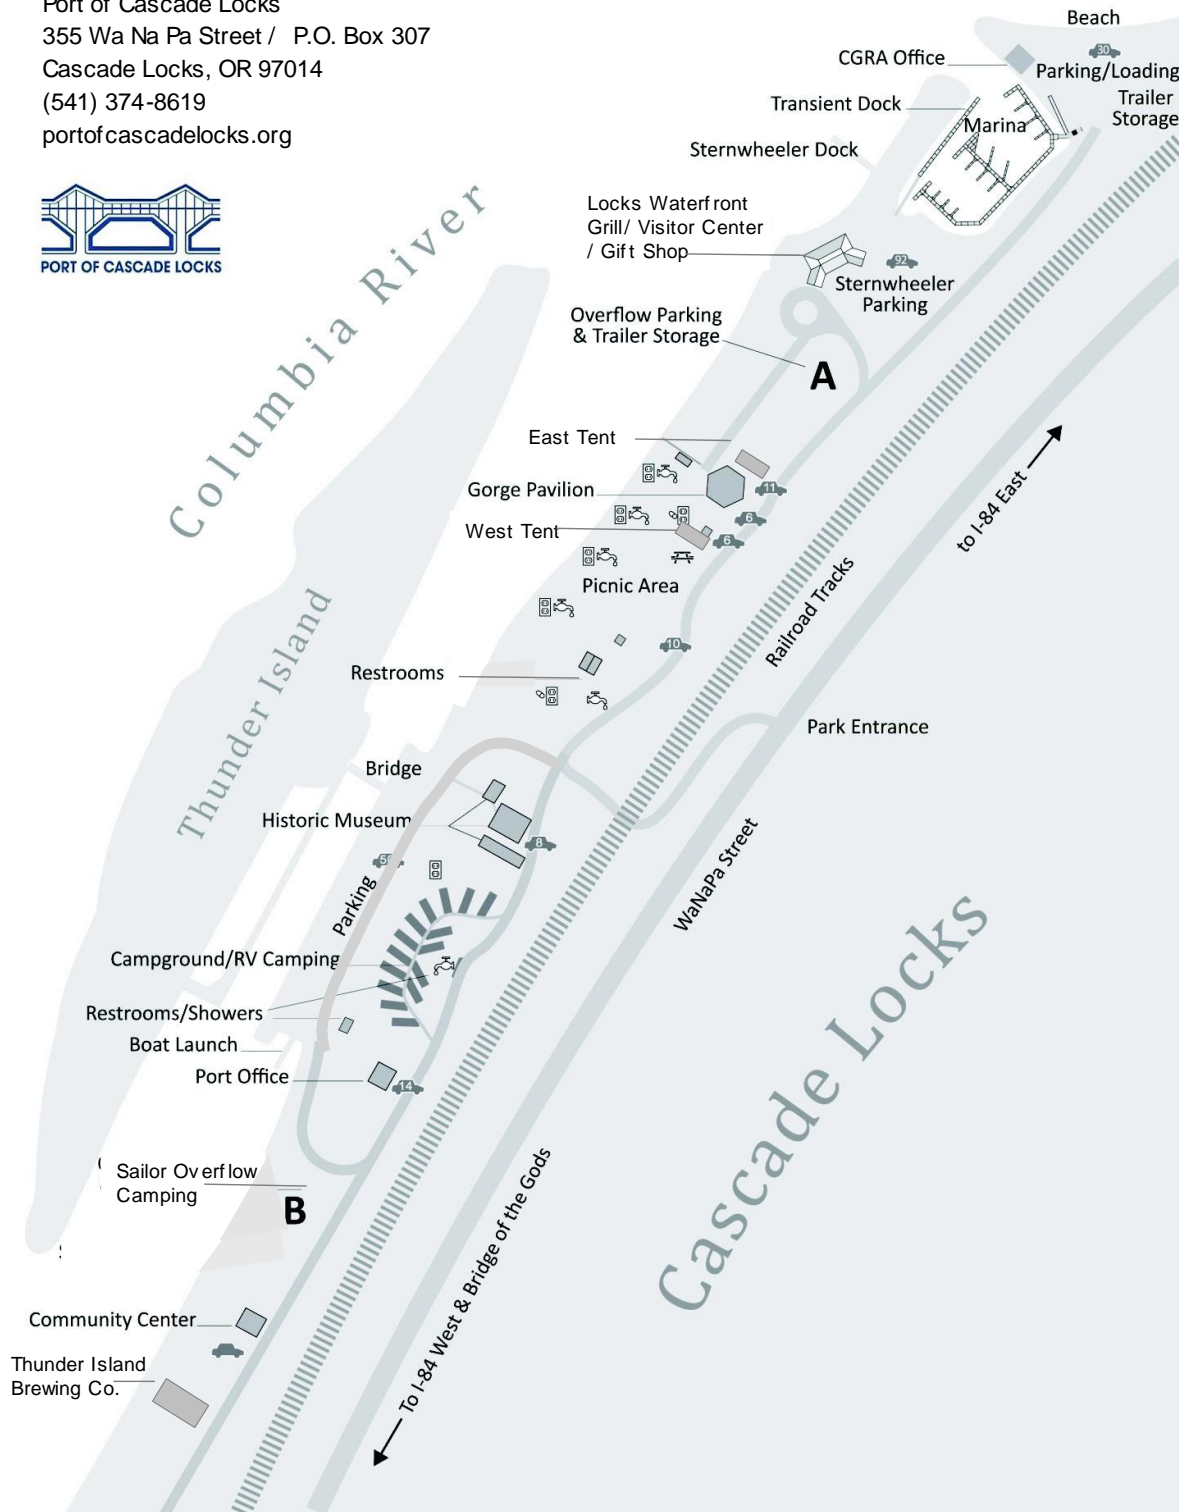 Port of Cascade Locks
355 Wa Na Pa Street / P.O. Box 307
Cascade Locks, OR 97014
(541) 374-8619
portofcascadelocks.org
PORT OF CASCADE LOCKS
Beach
30
CGRA Office
Parking/Loading
Trailer
Storage
Transient Dock
Marina
Sternwheeler Dock
Locks Waterfront
Grill/ Visitor Center
/ Gift Shop
92
Sternwheeler
Parking
Overflow Parking
& Trailer Storage
A
Columbia River
East Tent
Gorge Pavilion
11
West Tent
6
6
Picnic Area
to I-84 East
Railroad Tracks
10
Restrooms
Thunder Island
Park Entrance
Bridge
Historic Museum
8
WaNaPa Street
Parking
Campground/RV Camping
Restrooms/Showers
Boat Launch
Port Office
14
Cascade Locks
Sailor Overflow
Camping
B
To I-84 West & Bridge of the Gods
Community Center
Thunder Island
Brewing Co.